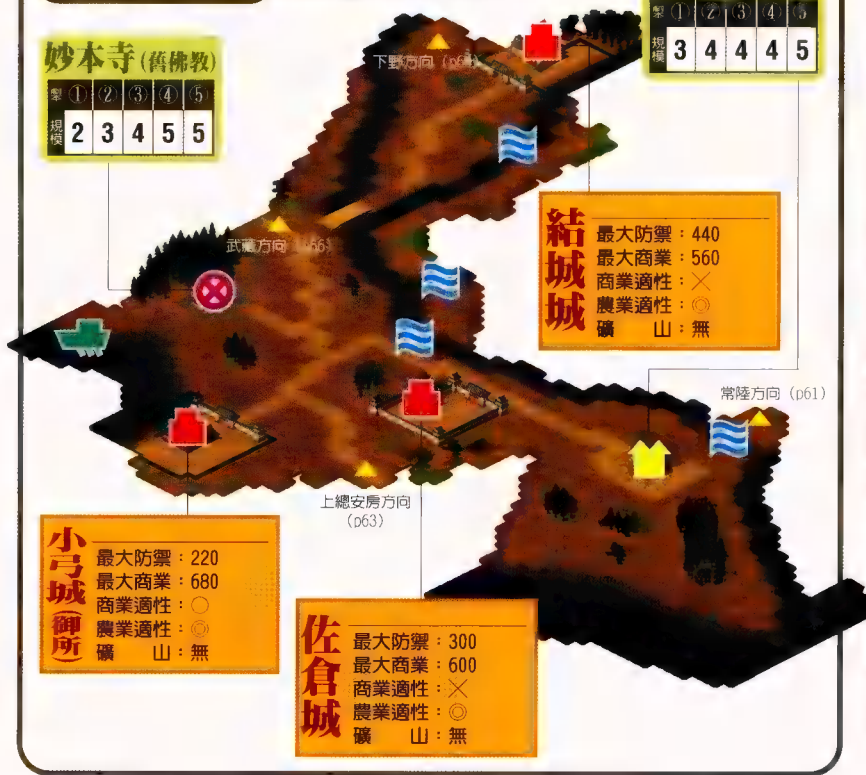 妙本寺(舊佛教)
① ② ③ ④ ⑤
規模 2 3 4 5 5
① ② ③ ④ ⑤
規模 3 4 4 4 5
下野方向
武藏方向 (p66)
常陸方向 (p61)
上總安房方向
(p63)
結城城
最大防禦：440
最大商業：560
商業適性：×
農業適性：◎
礦　山：無
小弓城(御所)
最大防禦：220
最大商業：680
商業適性：○
農業適性：◎
礦　山：無
佐倉城
最大防禦：300
最大商業：600
商業適性：×
農業適性：◎
礦　山：無